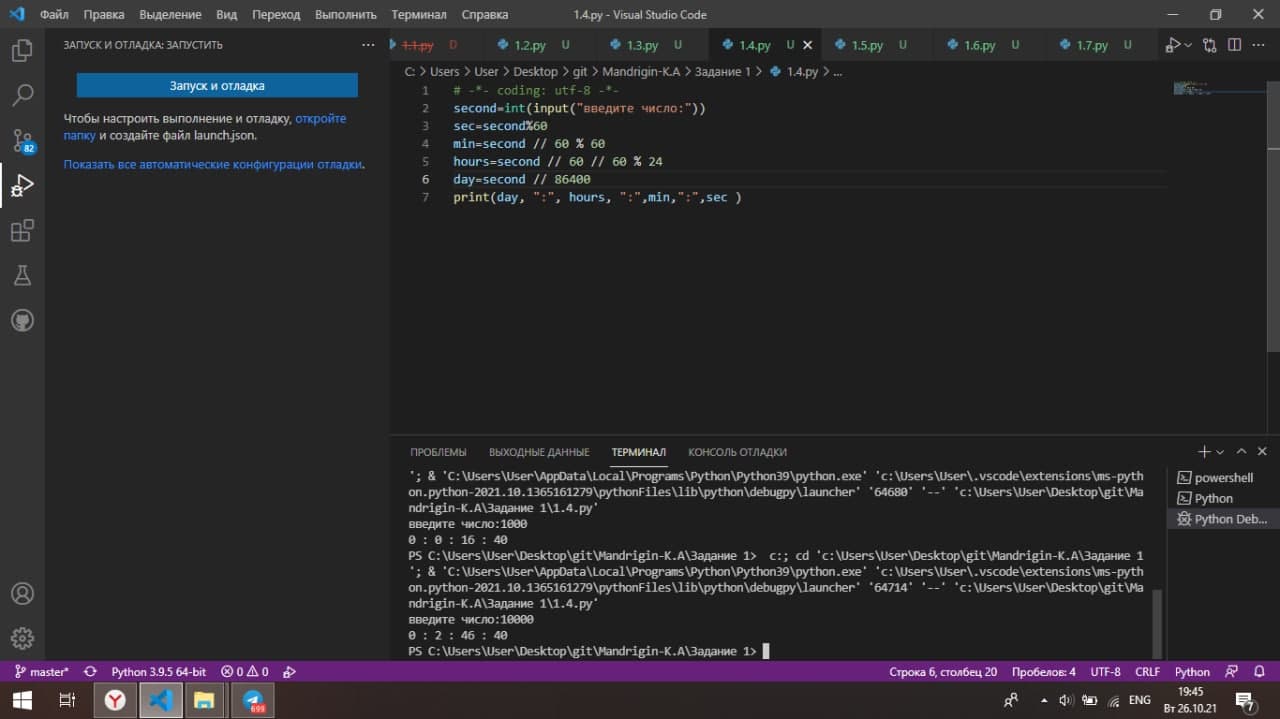 Файл Правка Выделение Вид Переход Выполнить Терминал Справка 1.4.py - Visual Studio Code
ЗАПУСК И ОТЛАДКА: ЗАПУСТИТЬ
1.1.py D 1.2.py U 1.3.py U 1.4.py U 1.5.py U 1.6.py U 1.7.py U
C: > Users > User > Desktop > git > Mandrigin-K.A > Задание 1 > 1.4.py > ...
Запуск и отладка
Чтобы настроить выполнение и отладку, откройте
папку и создайте файл launch.json.
Показать все автоматические конфигурации отладки.
82
1 # -*- coding: utf-8 -*-
2 second=int(input("введите число:"))
3 sec=second%60
4 min=second // 60 % 60
5 hours=second // 60 // 60 % 24
6 day=second // 86400
7 print(day, ":", hours, ":",min,":",sec )
ПРОБЛЕМЫ ВЫХОДНЫЕ ДАННЫЕ ТЕРМИНАЛ КОНСОЛЬ ОТЛАДКИ
'; & 'C:\Users\User\AppData\Local\Programs\Python\Python39\python.exe' 'c:\Users\User\.vscode\extensions\ms-pyth
on.python-2021.10.1365161279\pythonFiles\lib\python\debugpy\launcher' '64680' '--' 'c:\Users\User\Desktop\git\Ma
ndrigin-K.A\Задание 1\1.4.py'
введите число:1000
0 : 0 : 16 : 40
PS C:\Users\User\Desktop\git\Mandrigin-K.A\Задание 1> c:; cd 'c:\Users\User\Desktop\git\Mandrigin-K.A\Задание 1
'; & 'C:\Users\User\AppData\Local\Programs\Python\Python39\python.exe' 'c:\Users\User\.vscode\extensions\ms-pyth
on.python-2021.10.1365161279\pythonFiles\lib\python\debugpy\launcher' '64714' '--' 'c:\Users\User\Desktop\git\Ma
ndrigin-K.A\Задание 1\1.4.py'
введите число:10000
0 : 2 : 46 : 40
PS C:\Users\User\Desktop\git\Mandrigin-K.A\Задание 1>
powershell
Python
Python Deb...
master* Python 3.9.5 64-bit 0 0 Строка 6, столбец 20 Пробелов: 4 UTF-8 CRLF Python
699
ENG
19:45
Вт 26.10.21
7